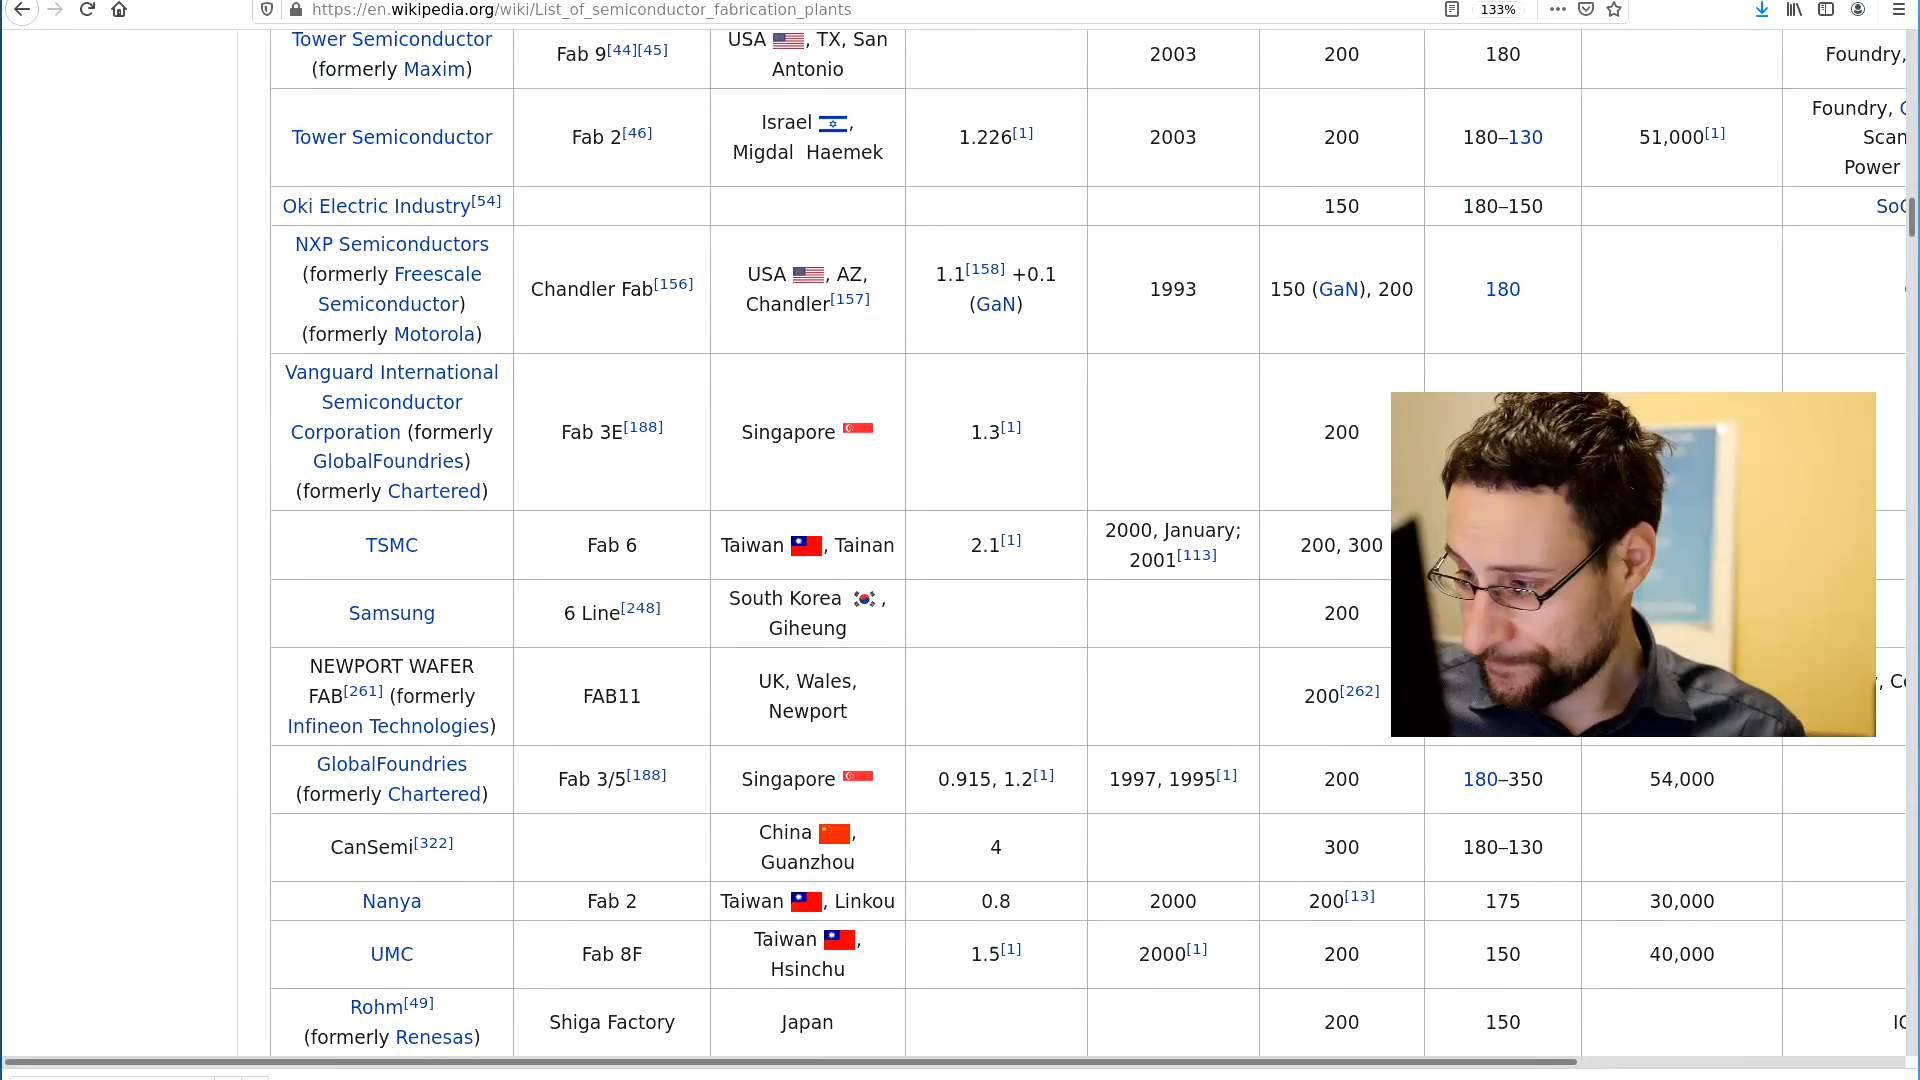 https://en.wikipedia.org/wiki/List_of_semiconductor_fabrication_plants
133%
Tower Semiconductor
(formerly Maxim)
Fab 9[44][45]
USA , TX, San
Antonio
2003
200
180
Foundry,
Tower Semiconductor
Fab 2[46]
Israel ,
Migdal Haemek
1.226[1]
2003
200
180–130
51,000[1]
Foundry,
Power
Oki Electric Industry[54]
150
180–150
NXP Semiconductors
(formerly Freescale
Semiconductor)
(formerly Motorola)
Chandler Fab[156]
USA , AZ,
Chandler[157]
1.1[158] +0.1
(GaN)
1993
150 (GaN), 200
180
Vanguard International
Semiconductor
Corporation (formerly
GlobalFoundries)
(formerly Chartered)
Fab 3E[188]
Singapore
1.3[1]
200
TSMC
Fab 6
Taiwan , Tainan
2.1[1]
2000, January;
2001[113]
200, 300
Samsung
6 Line[248]
South Korea ,
Giheung
200
NEWPORT WAFER
FAB[261] (formerly
Infineon Technologies)
FAB11
UK, Wales,
Newport
200[262]
GlobalFoundries
(formerly Chartered)
Fab 3/5[188]
Singapore
0.915, 1.2[1]
1997, 1995[1]
200
180–350
54,000
CanSemi[322]
China ,
Guanzhou
4
300
180–130
Nanya
Fab 2
Taiwan , Linkou
0.8
2000
200[13]
175
30,000
UMC
Fab 8F
Taiwan ,
Hsinchu
1.5[1]
2000[1]
200
150
40,000
Rohm[49]
(formerly Renesas)
Shiga Factory
Japan
200
150